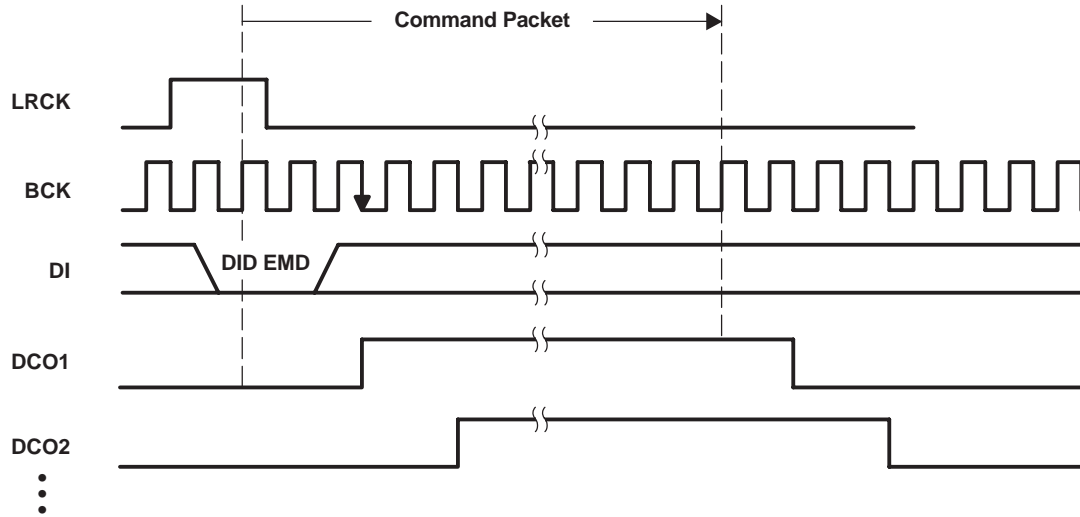 Command Packet
LRCK
BCK
DI
DID EMD
DCO1
DCO2